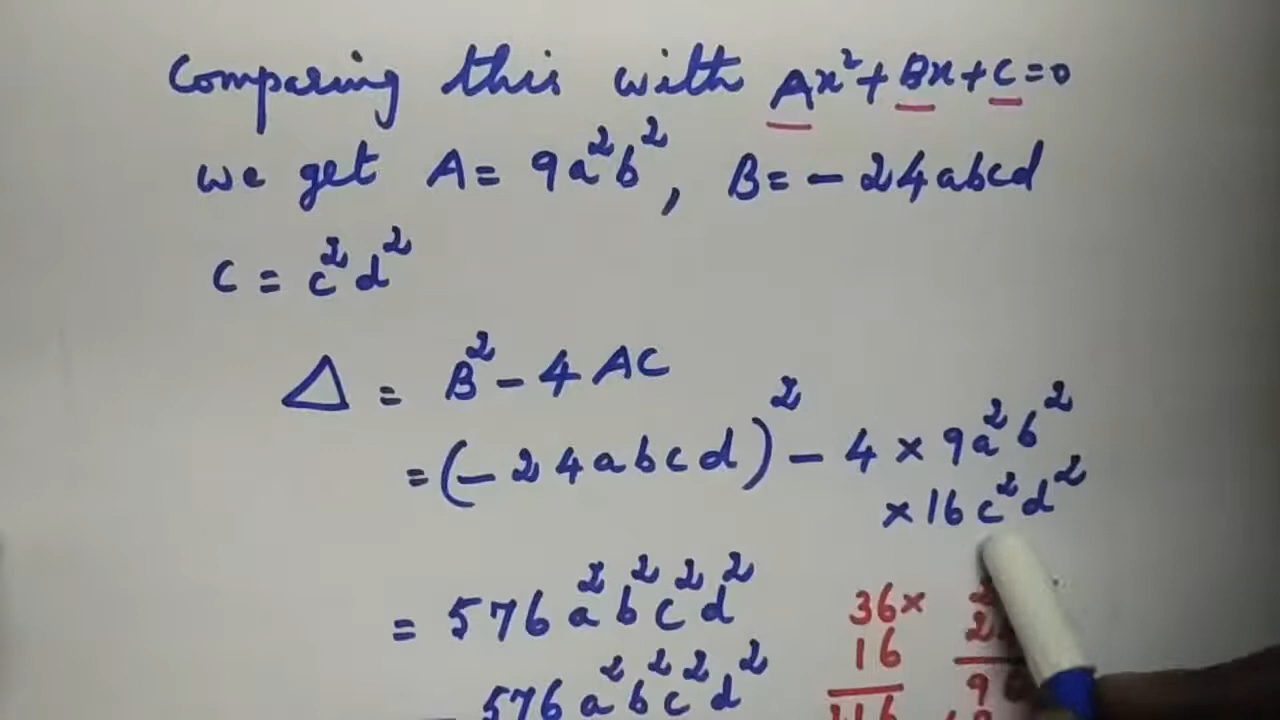 Comparing this with Ax²+Bx+C=0
we get A= 9a²b², B=-24abcd
C = c²d²
Δ = B²-4AC
=(-24abcd)²-4×9a²b²
×16c²d²
= 576a²b²c²d²
36×
16
576a²b²c²d²